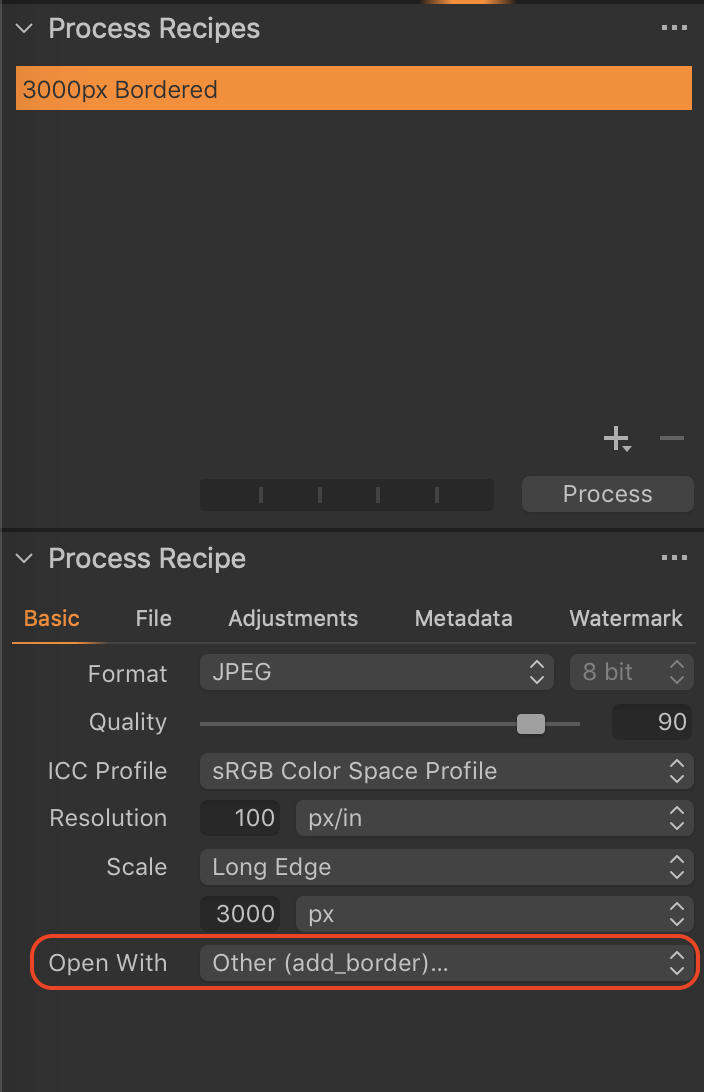 Process Recipes
3000px Bordered
Process
Process Recipe
Basic File Adjustments Metadata Watermark
Format JPEG 8 bit
Quality 90
ICC Profile sRGB Color Space Profile
Resolution 100 px/in
Scale Long Edge
3000 px
Open With Other (add_border)...